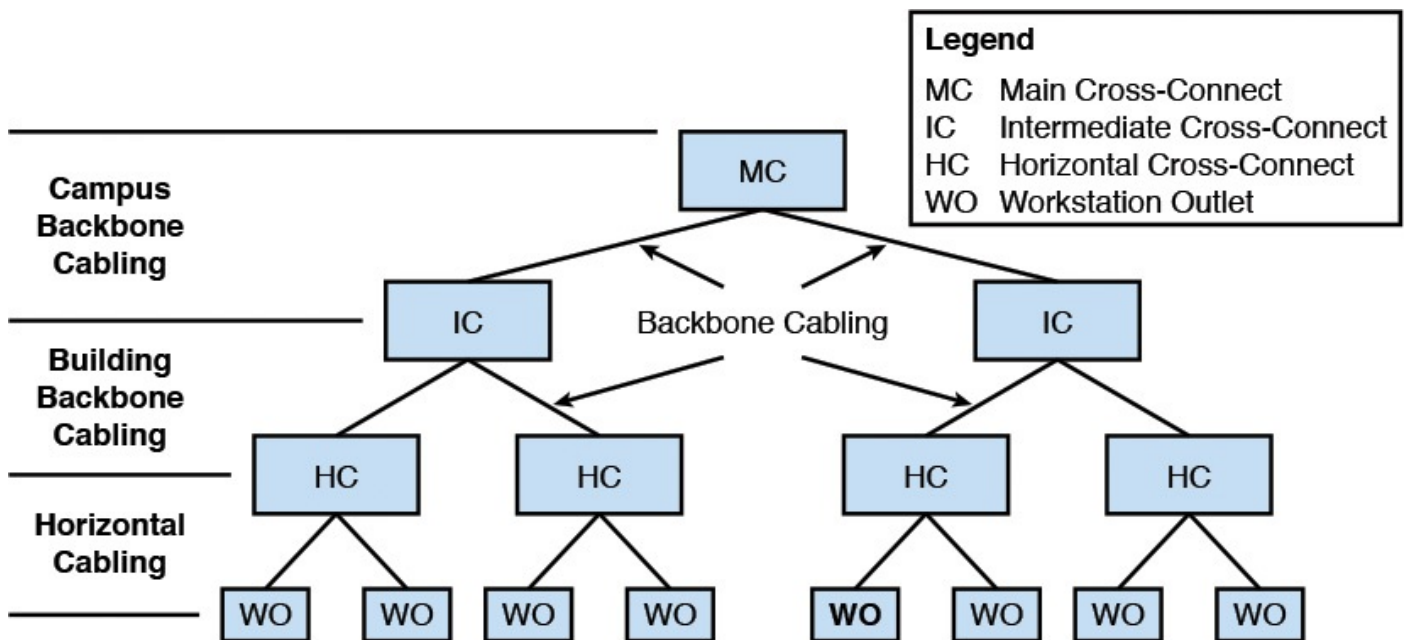 Legend
MC Main Cross-Connect
IC Intermediate Cross-Connect
HC Horizontal Cross-Connect
WO Workstation Outlet
MC
Campus
Backbone
Cabling
IC
Backbone Cabling
IC
Building
Backbone
Cabling
HC
HC
HC
HC
Horizontal
Cabling
WO
WO
WO
WO
WO
WO
WO
WO